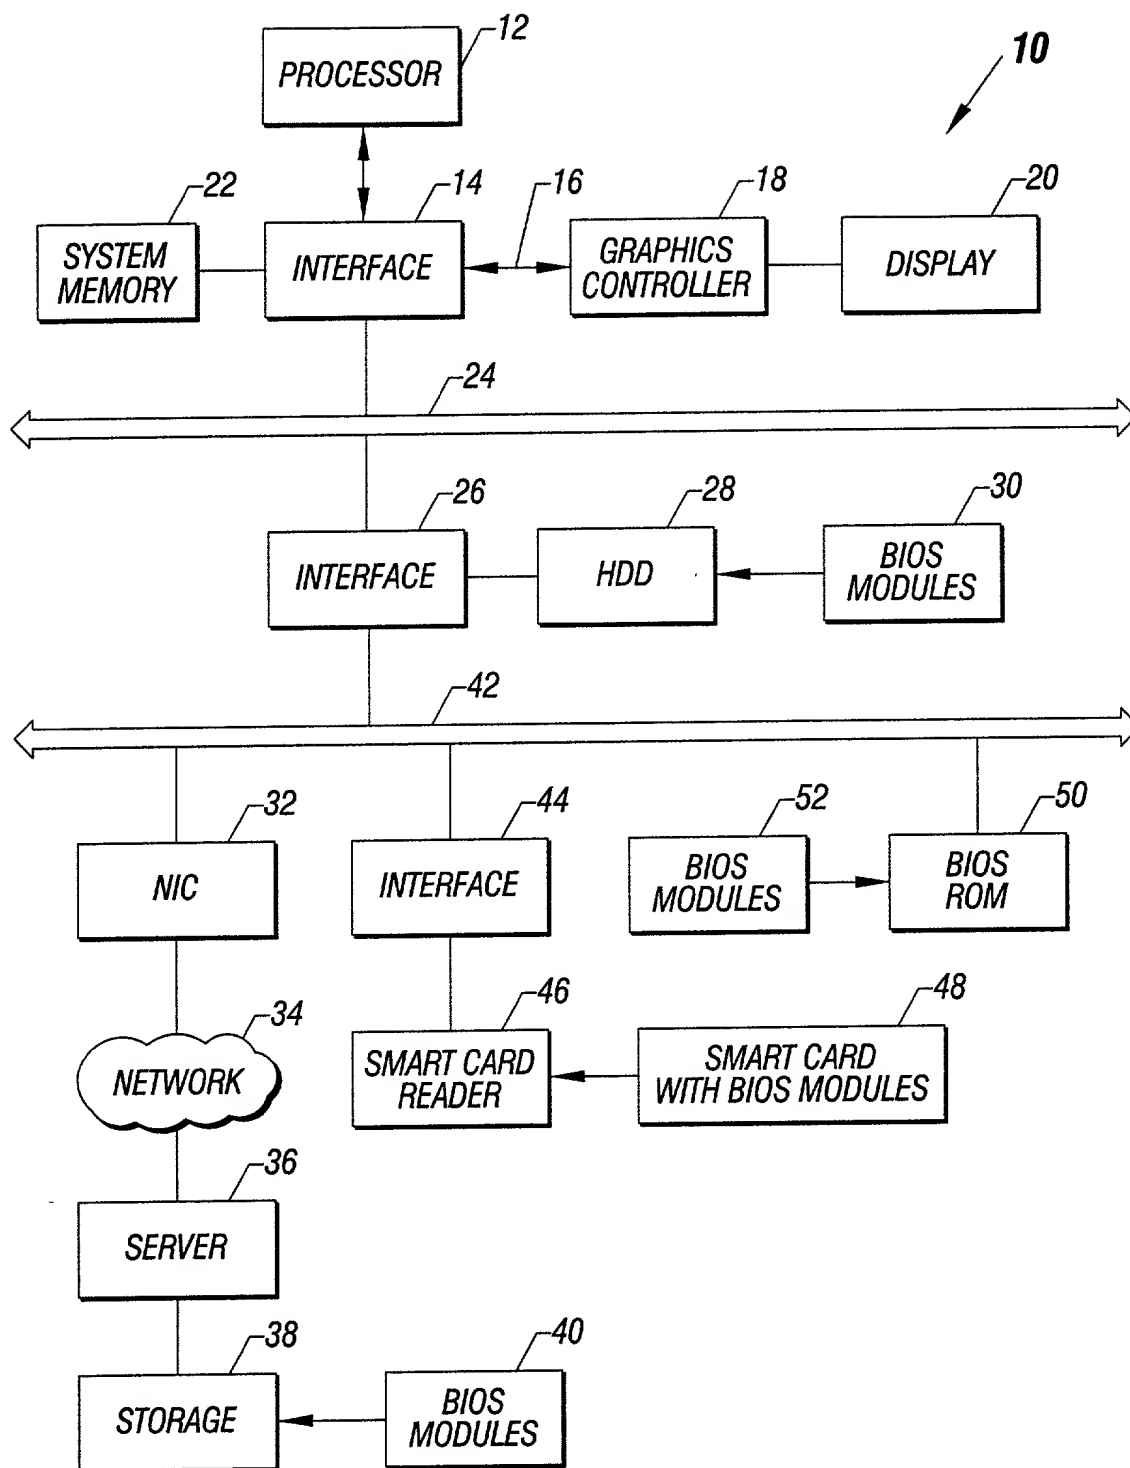 12
10
PROCESSOR
22
14
16
18
20
SYSTEM
MEMORY
INTERFACE
GRAPHICS
CONTROLLER
DISPLAY
24
26
28
30
INTERFACE
HDD
BIOS
MODULES
42
32
44
52
50
NIC
INTERFACE
BIOS
MODULES
BIOS
ROM
34
46
48
NETWORK
SMART CARD
READER
SMART CARD
WITH BIOS MODULES
36
SERVER
38
40
STORAGE
BIOS
MODULES